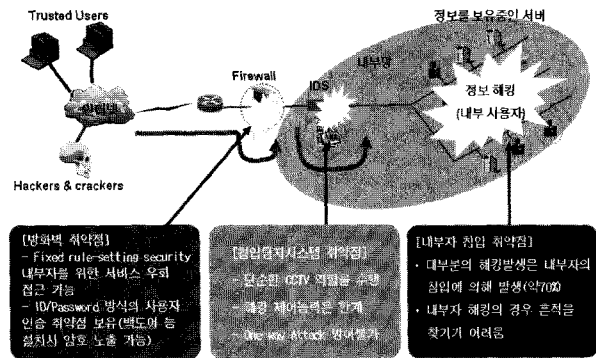 Trusted Users
정보를 보유중인 서버
Firewall
내부망
IDS
인터넷
정보 해킹
(내부 사용자)
Hackers & crackers
[방화벽 취약점]
- Fixed rule-setting security
내부자를 위한 서비스 우회
접근 가능
- ID/Password 방식의 사용자
인증 취약점 보유(백도어 등
설치시 암호 노출 가능)
[침입탐지시스템 취약점]
- 단순한 CCTV 역할을 수행
- 해킹 제어능력은 한계
- One way Attack 방어불가
[내부자 침입 취약점]
• 대부분의 해킹발생은 내부자의
침입에 의해 발생(약70%)
• 내부자 해킹의 경우 흔적을
찾기가 어려움